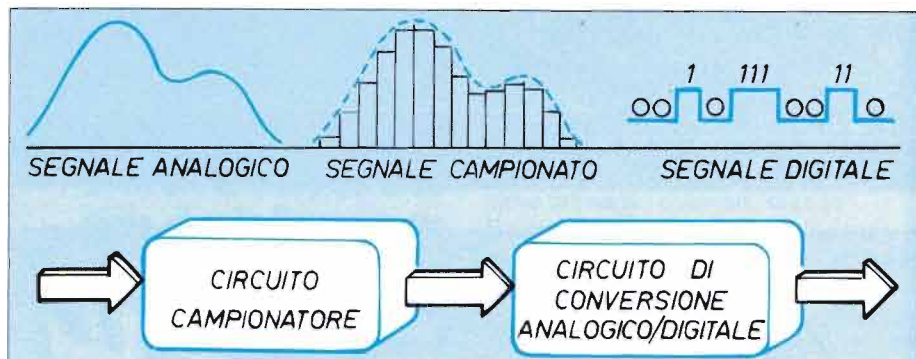 OO 1 O 111 OO 11 O
SEGNALE ANALOGICO
SEGNALE CAMPIONATO
SEGNALE DIGITALE
CIRCUITO
CAMPIONATORE
CIRCUITO DI
CONVERSIONE
ANALOGICO/DIGITALE